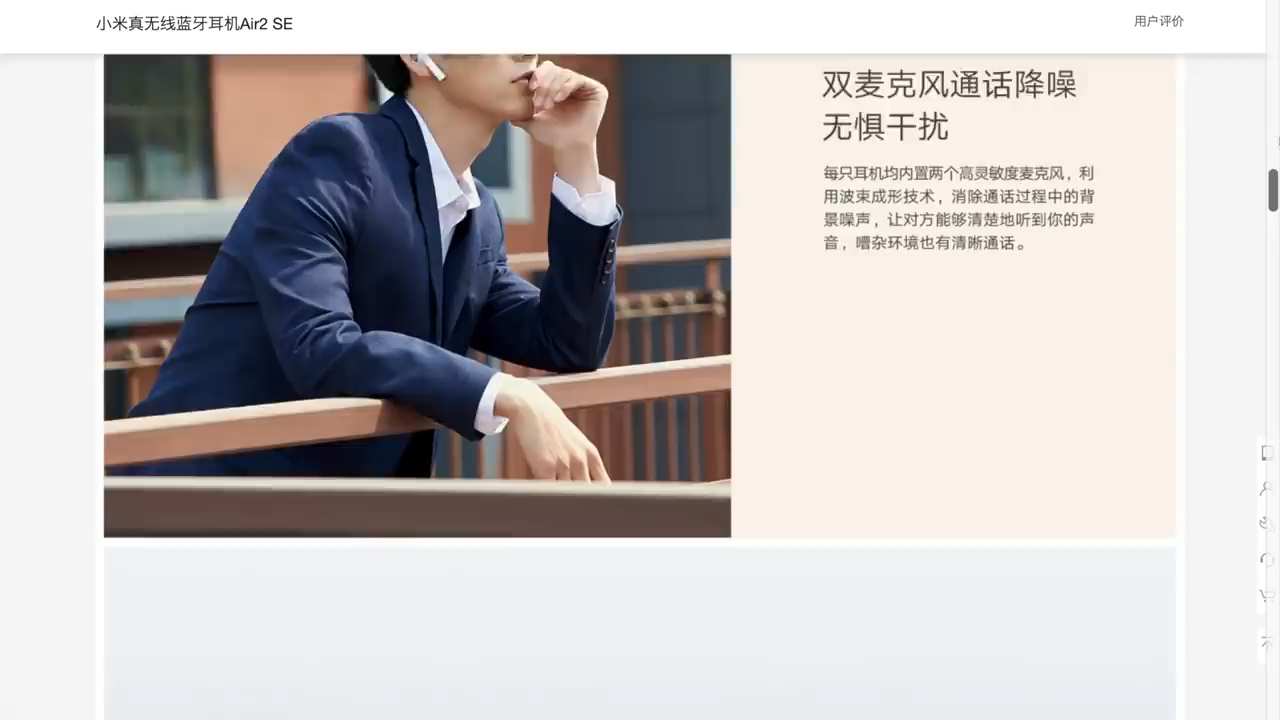 小米真无线蓝牙耳机Air2 SE
用户评价
双麦克风通话降噪
无惧干扰
每只耳机均内置两个高灵敏度麦克风，利
用波束成形技术，消除通话过程中的背
景噪声，让对方能够清楚地听到你的声
音，嘈杂环境也有清晰通话。